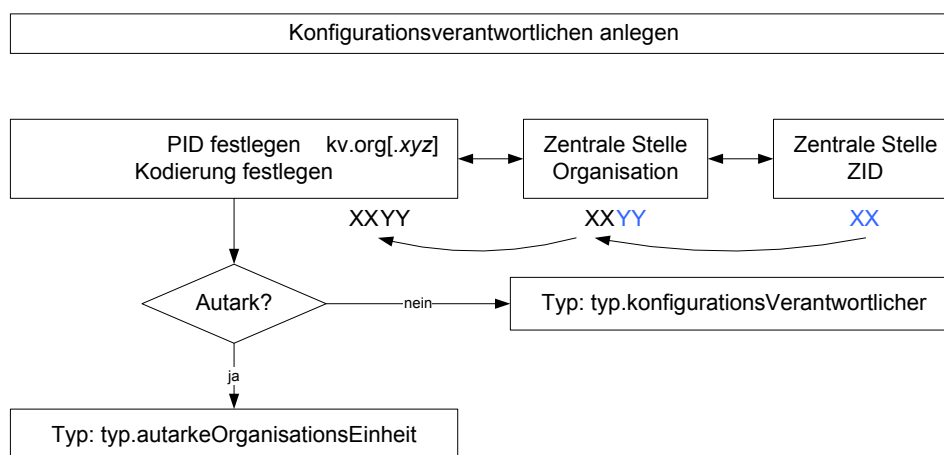 Konfigurationsverantwortlichen anlegen
PID festlegen kv.org[.xyz]
Kodierung festlegen
Zentrale Stelle
Organisation
Zentrale Stelle
ZID
XXYY
XXYY
XX
Autark?
nein
Typ: typ.konfigurationsVerantwortlicher
ja
Typ: typ.autarkeOrganisationsEinheit